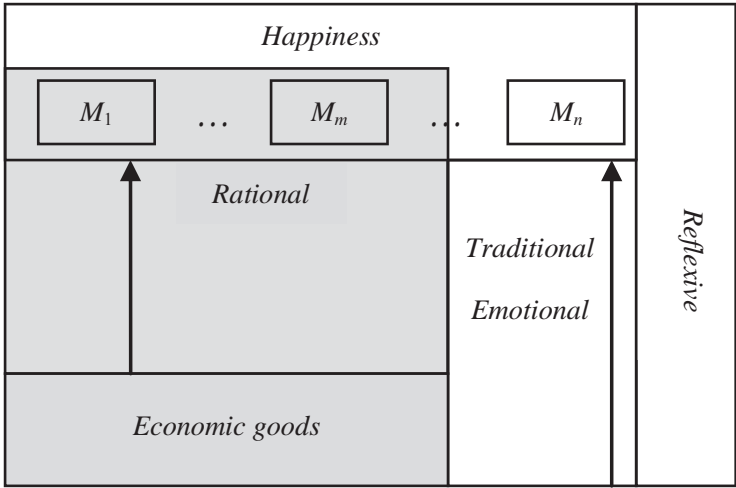 Happiness
M1 … Mm … Mn
Rational
Traditional
Emotional
Reflexive
Economic goods